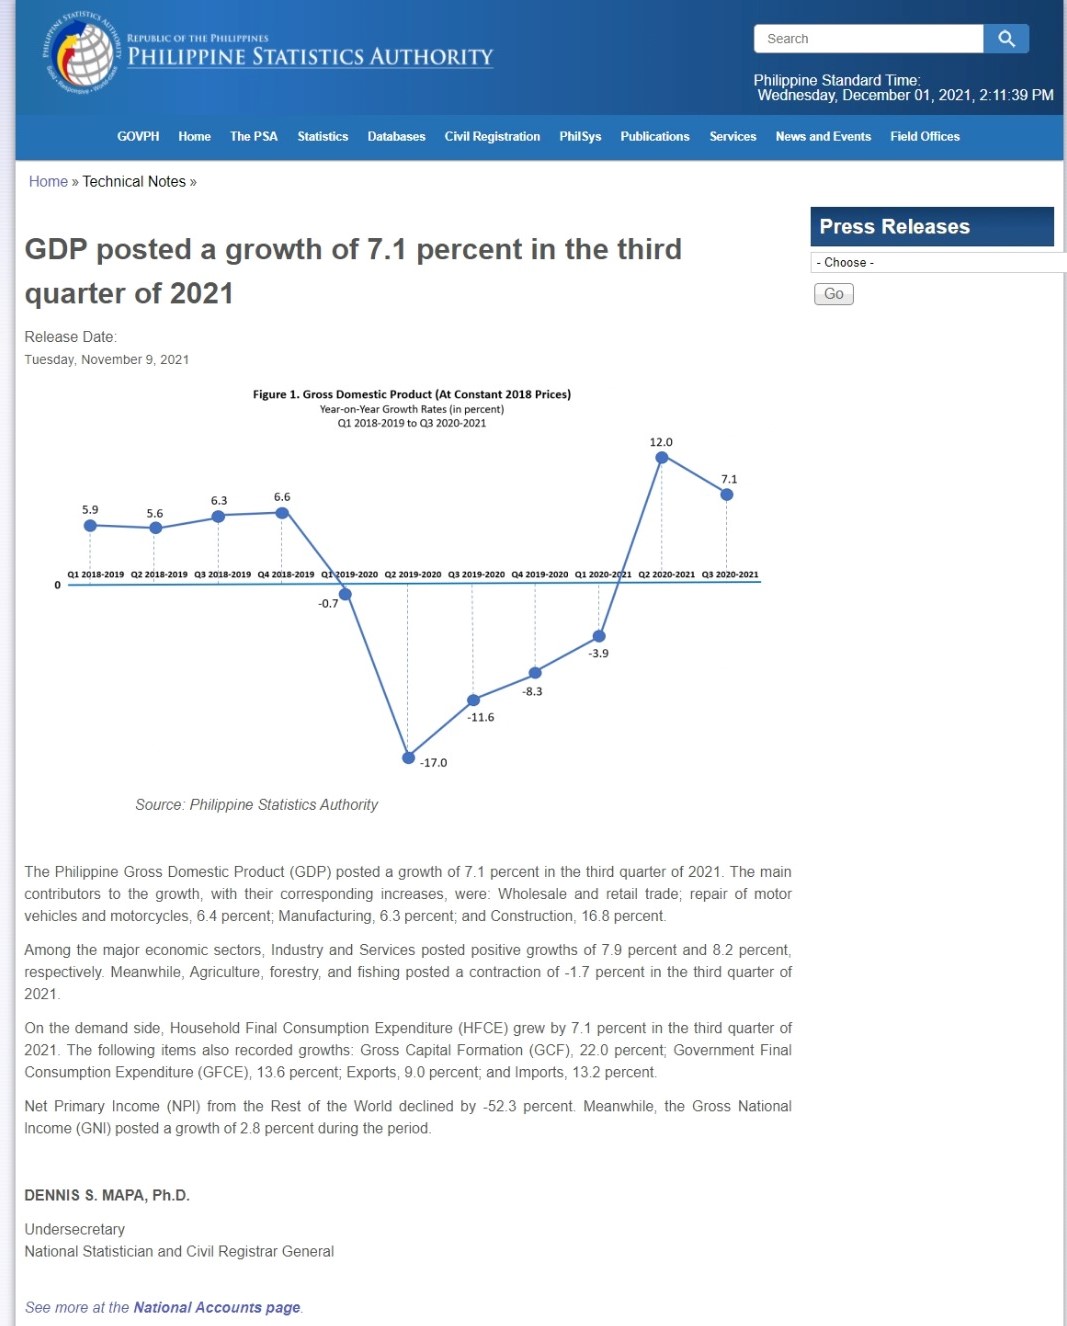 REPUBLIC OF THE PHILIPPINES
PHILIPPINE STATISTICS AUTHORITY
Search
Philippine Standard Time:
Wednesday, December 01, 2021, 2:11:39 PM
GOVPH Home The PSA Statistics Databases Civil Registration PhilSys Publications Services News and Events Field Offices
Home » Technical Notes »
GDP posted a growth of 7.1 percent in the third
quarter of 2021
Press Releases
- Choose -
Go
Release Date:
Tuesday, November 9, 2021
Figure 1. Gross Domestic Product (At Constant 2018 Prices)
Year-on-Year Growth Rates (in percent)
Q1 2018-2019 to Q3 2020-2021
12.0
7.1
6.6
6.3
5.9
5.6
Q1 2018-2019 Q2 2018-2019 Q3 2018-2019 Q4 2018-2019 Q1 2019-2020 Q2 2019-2020 Q3 2019-2020 Q4 2019-2020 Q1 2020-2021 Q2 2020-2021 Q3 2020-2021
0
-0.7
-3.9
-8.3
-11.6
-17.0
Source: Philippine Statistics Authority
The Philippine Gross Domestic Product (GDP) posted a growth of 7.1 percent in the third quarter of 2021. The main
contributors to the growth, with their corresponding increases, were: Wholesale and retail trade; repair of motor
vehicles and motorcycles, 6.4 percent; Manufacturing, 6.3 percent; and Construction, 16.8 percent.
Among the major economic sectors, Industry and Services posted positive growths of 7.9 percent and 8.2 percent,
respectively. Meanwhile, Agriculture, forestry, and fishing posted a contraction of -1.7 percent in the third quarter of
2021.
On the demand side, Household Final Consumption Expenditure (HFCE) grew by 7.1 percent in the third quarter of
2021. The following items also recorded growths: Gross Capital Formation (GCF), 22.0 percent; Government Final
Consumption Expenditure (GFCE), 13.6 percent; Exports, 9.0 percent; and Imports, 13.2 percent.
Net Primary Income (NPI) from the Rest of the World declined by -52.3 percent. Meanwhile, the Gross National
Income (GNI) posted a growth of 2.8 percent during the period.
DENNIS S. MAPA, Ph.D.
Undersecretary
National Statistician and Civil Registrar General
See more at the National Accounts page.